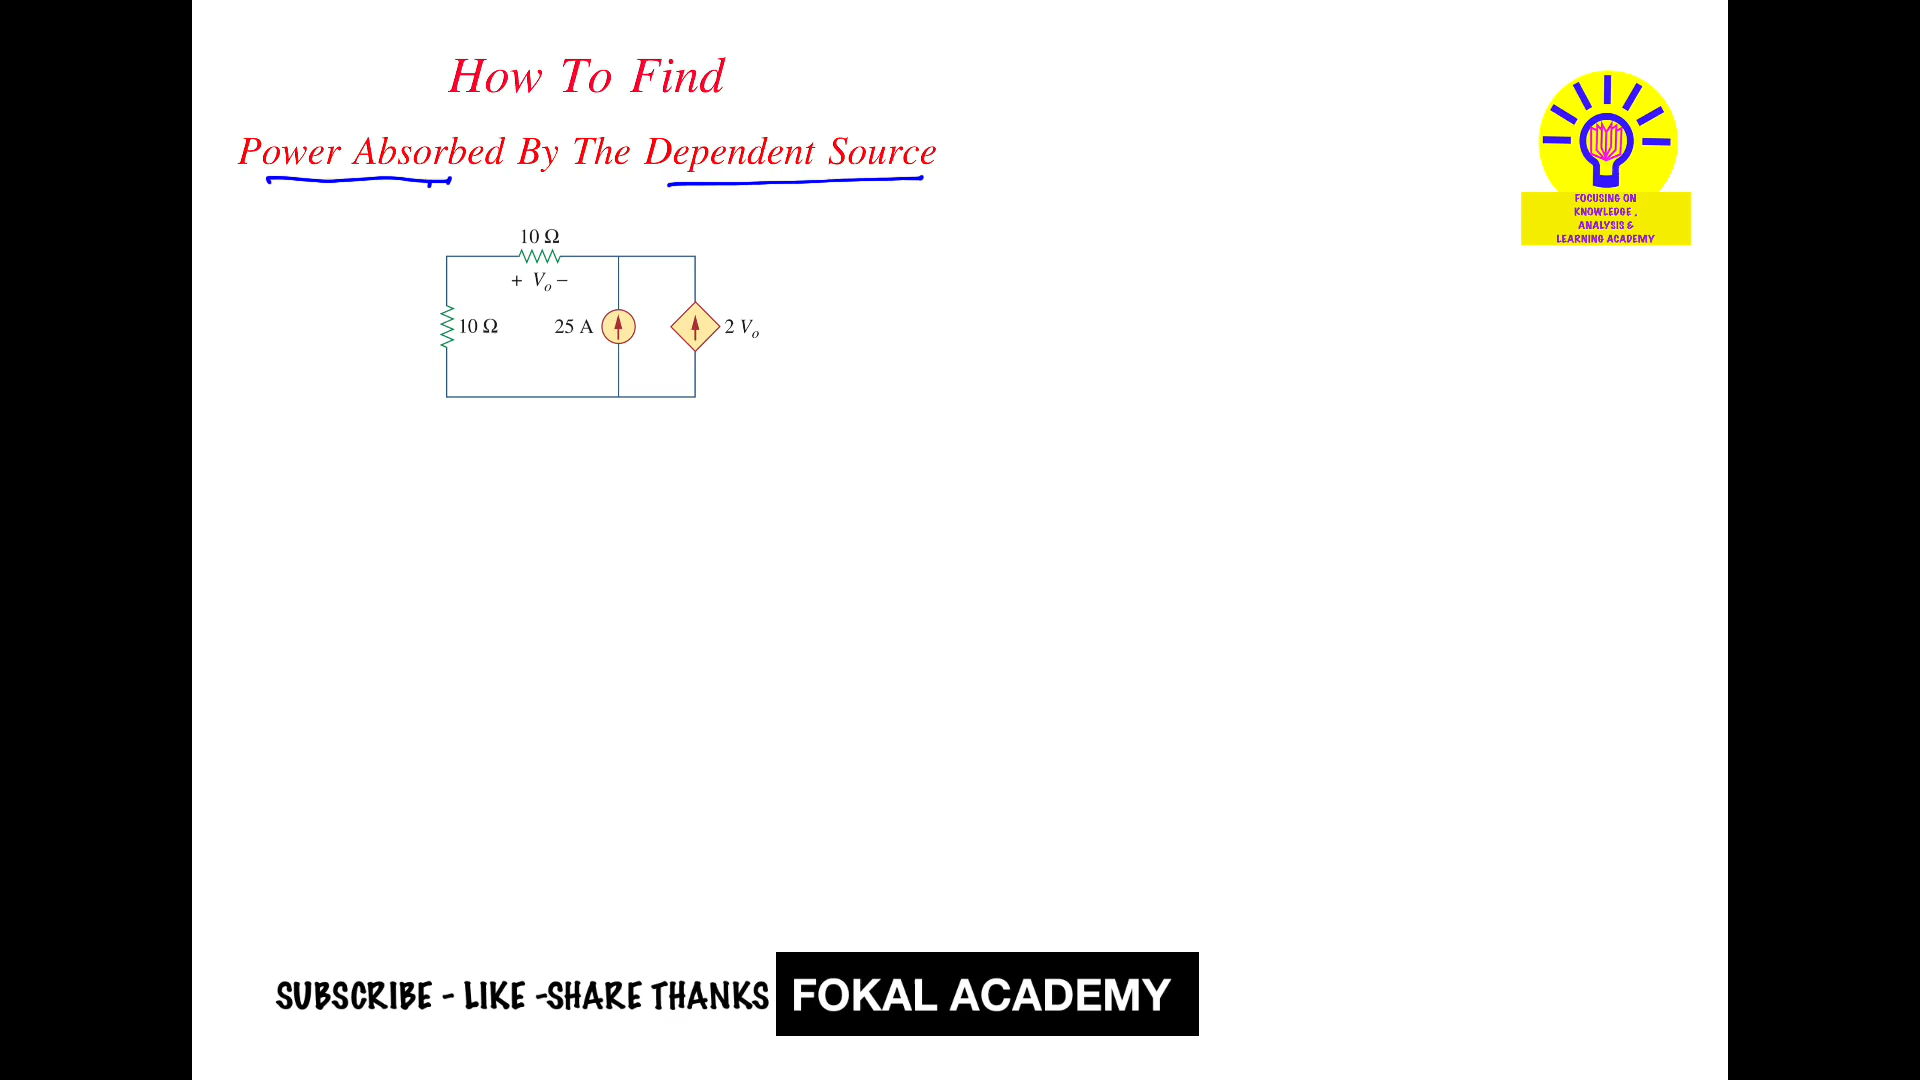 How To Find
Power Absorbed By The Dependent Source
FOCUSING ON
KNOWLEDGE ,
ANALYSIS &
LEARNING ACADEMY
10 Ω
+ Vo −
10 Ω
25 A
2 Vo
SUBSCRIBE - LIKE -SHARE THANKS
FOKAL ACADEMY